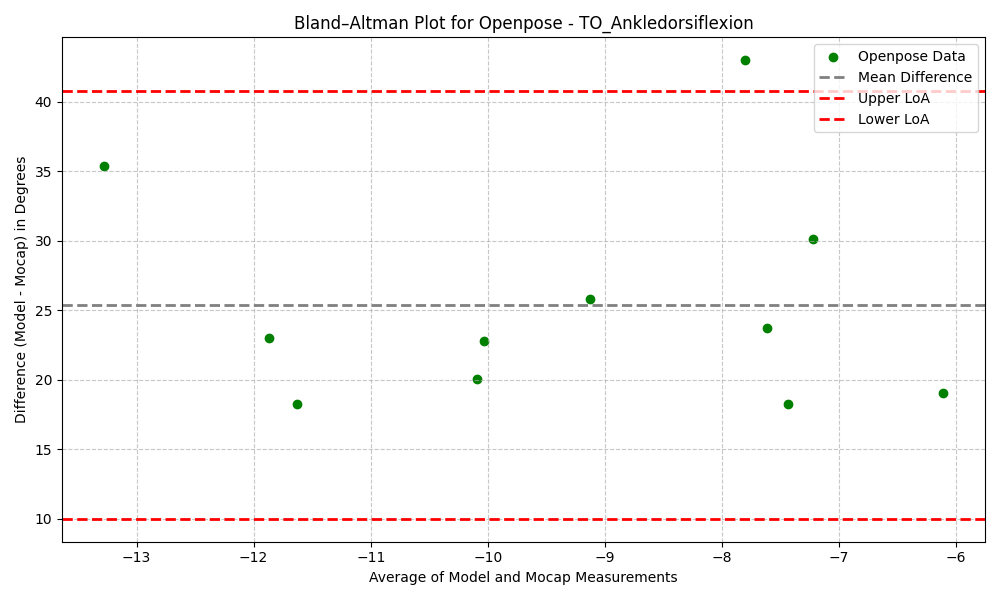 Bland–Altman Plot for Openpose - TO_Ankledorsiflexion
Openpose Data
Mean Difference
Upper LoA
Lower LoA
Difference (Model - Mocap) in Degrees
40
35
30
25
20
15
10
−13
−12
−11
−10
−9
−8
−7
−6
Average of Model and Mocap Measurements